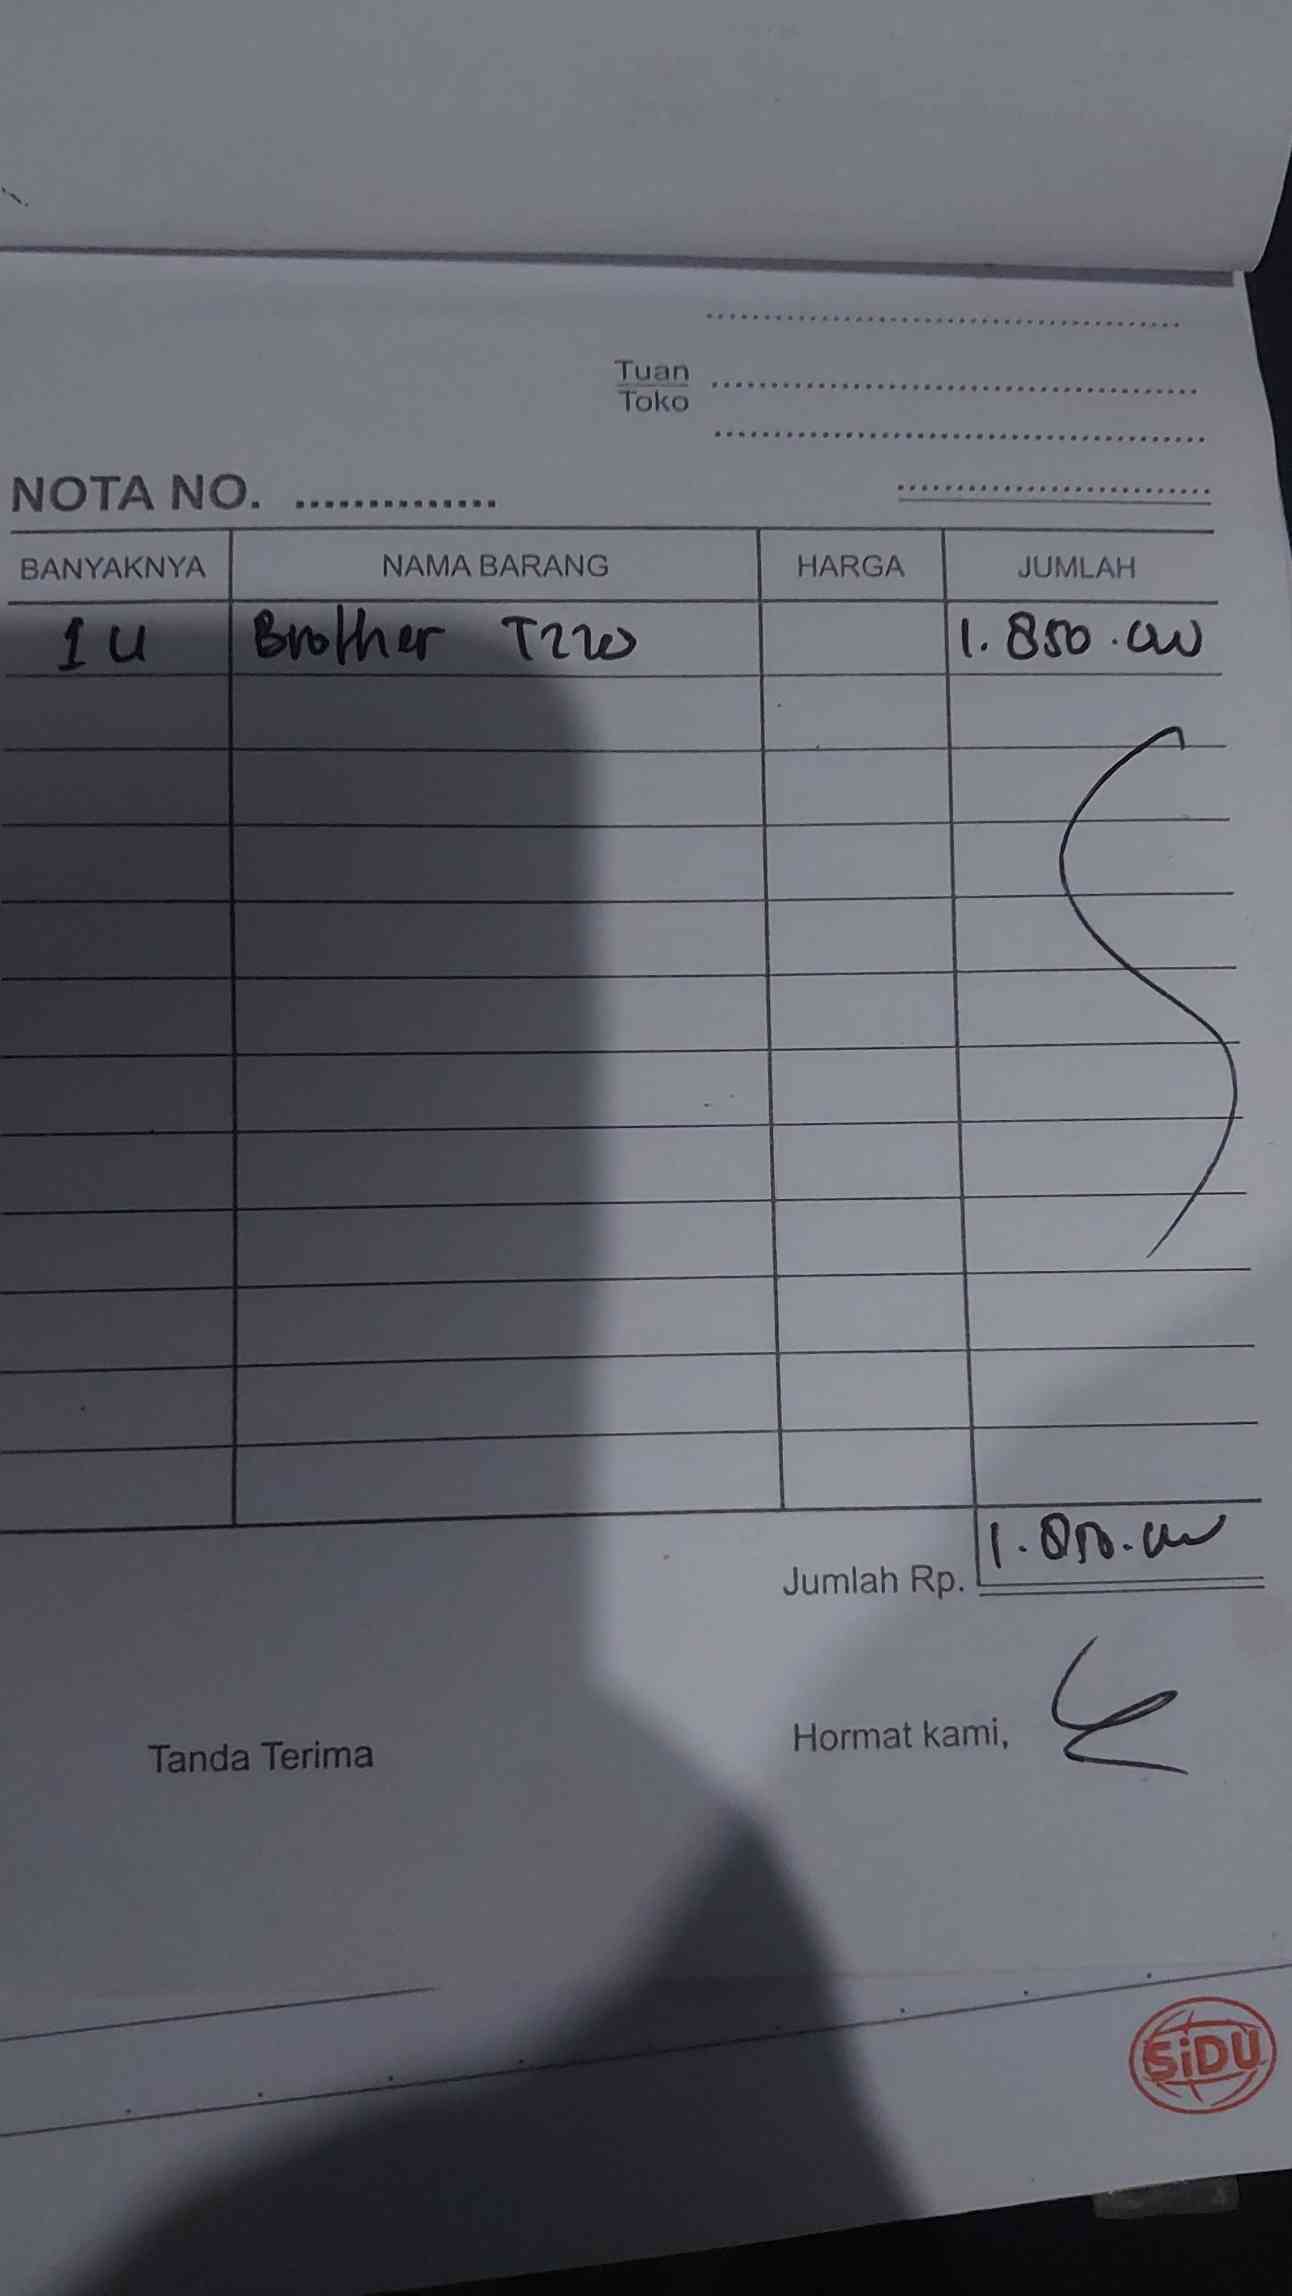 Tuan
Toko
NOTA NO. ..............
BANYAKNYA NAMA BARANG HARGA JUMLAH
1 U Brother T220 1.850.000
Jumlah Rp. 1.850.000
Tanda Terima Hormat kami,
SiDU